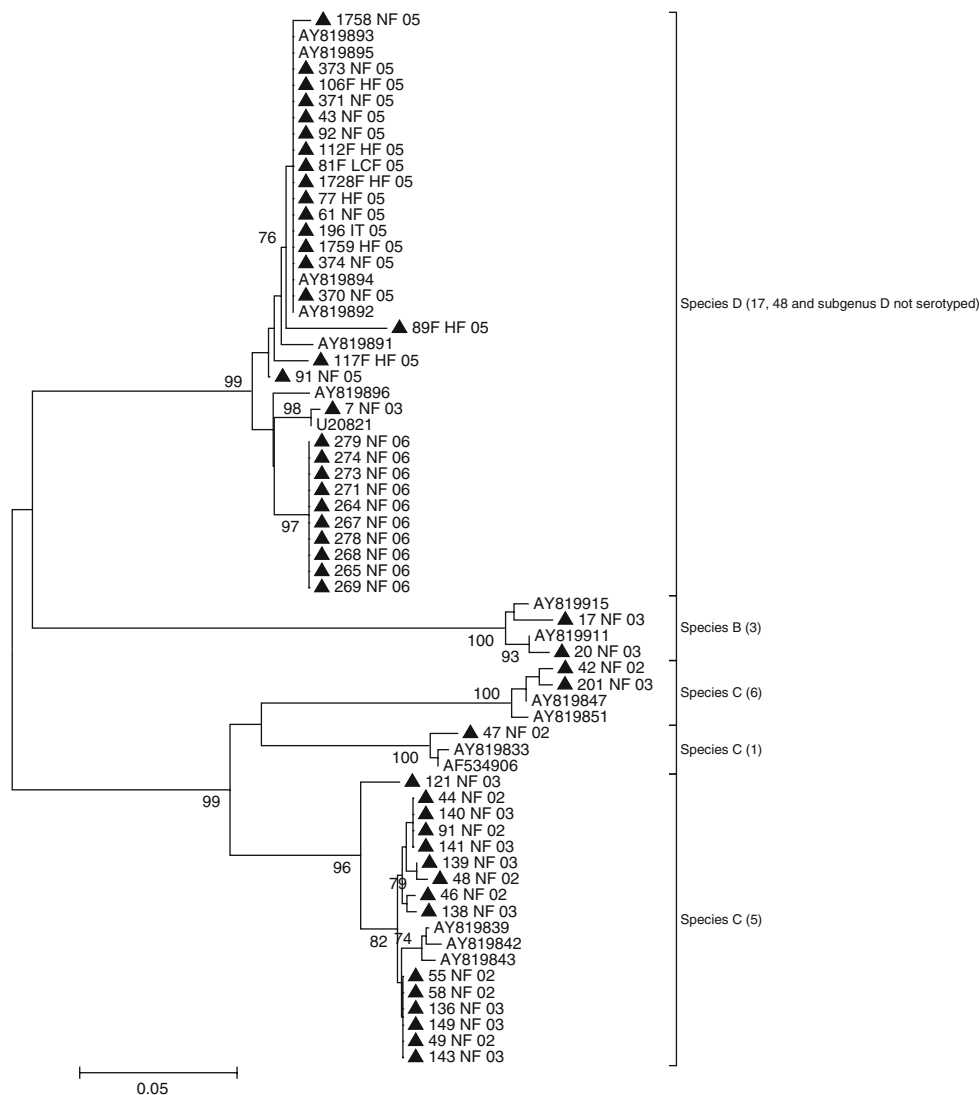 1758 NF 05
AY819893
AY819895
373 NF 05
106F HF 05
371 NF 05
43 NF 05
92 NF 05
112F HF 05
81F LCF 05
1728F HF 05
77 HF 05
61 NF 05
196 IT 05
76
1759 HF 05
374 NF 05
AY819894
370 NF 05
AY819892
Species D (17, 48 and subgenus D not serotyped)
89F HF 05
AY819891
117F HF 05
91 NF 05
99
AY819896
98
7 NF 03
U20821
279 NF 06
274 NF 06
273 NF 06
271 NF 06
264 NF 06
97
267 NF 06
278 NF 06
268 NF 06
265 NF 06
269 NF 06
AY819915
17 NF 03
Species B (3)
100
AY819911
93
20 NF 03
42 NF 02
100
201 NF 03
Species C (6)
AY819847
AY819851
47 NF 02
Species C (1)
100
AY819833
AF534906
121 NF 03
99
44 NF 02
140 NF 03
91 NF 02
141 NF 03
96
139 NF 03
79
48 NF 02
46 NF 02
138 NF 03
Species C (5)
AY819839
82
74
AY819842
AY819843
55 NF 02
58 NF 02
136 NF 03
149 NF 03
49 NF 02
143 NF 03
0.05